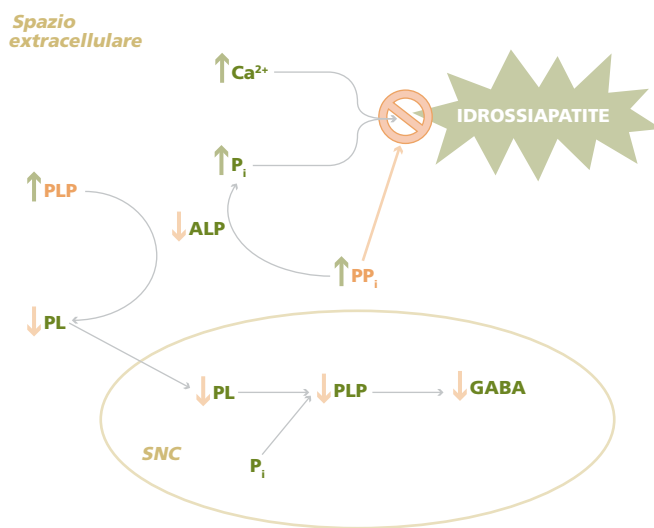 Spazio
extracellulare
Ca²⁺
IDROSSIAPATITE
Pᵢ
PLP
ALP
PPᵢ
PL
PL
PLP
GABA
SNC
Pᵢ